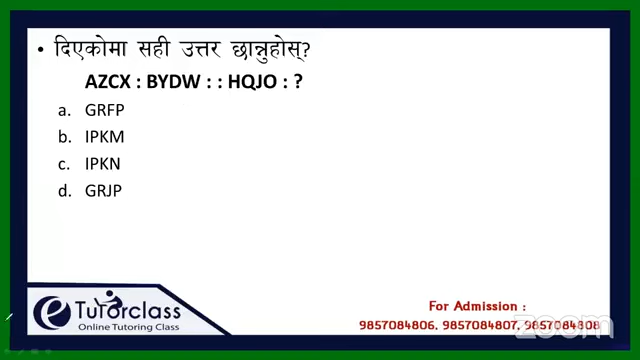 • दिएकोमा सही उत्तर छान्नुहोस्?
AZCX : BYDW : : HQJO : ?
a. GRFP
b. IPKM
c. IPKN
d. GRJP
e Tutorclass
Online Tutoring Class
For Admission :
9857084806, 9857084807, 9857084808
zoom